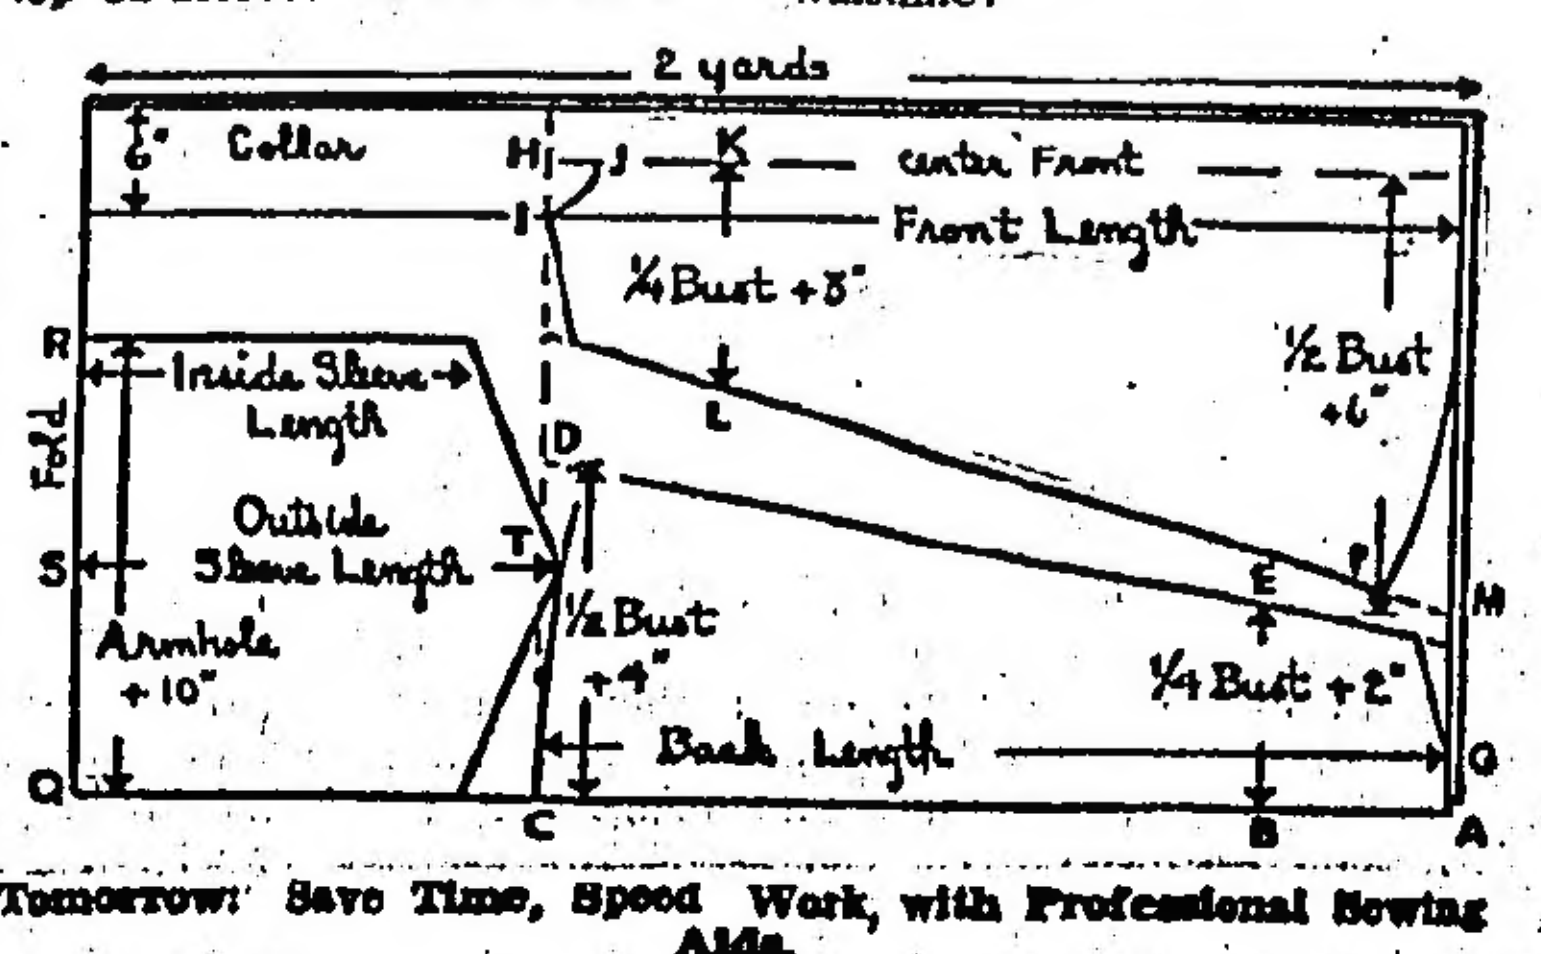 2 yards
6" Collar
H J K center Front
I Front Length
¼ Bust + 3"
R
Inside Sleeve Length
½ Bust
+6"
L
Fold
D
Outside
S Sleeve Length T
E P M
½ Bust
+4"
Armhole
+10"
¼ Bust + 2"
Back Length
G
Q
C B A
Tomorrow: Save Time, Speed Work, with Professional Sewing
Aids.